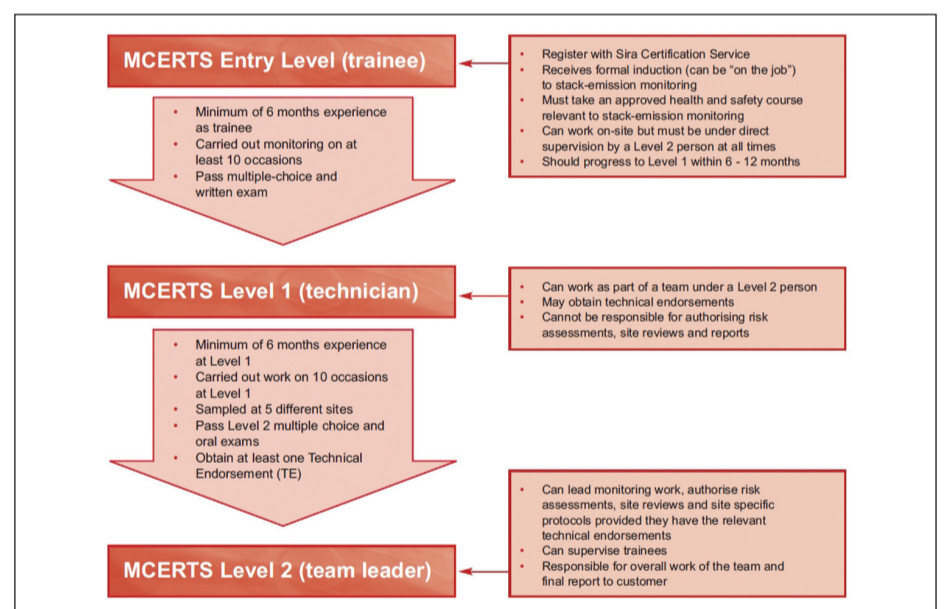 MCERTS Entry Level (trainee)
• Register with Sira Certification Service
• Receives formal induction (can be “on the job”)
to stack-emission monitoring
• Must take an approved health and safety course
relevant to stack-emission monitoring
• Can work on-site but must be under direct
supervision by a Level 2 person at all times
• Should progress to Level 1 within 6 - 12 months
• Minimum of 6 months experience
as trainee
• Carried out monitoring on at
least 10 occasions
• Pass multiple-choice and
written exam
MCERTS Level 1 (technician)
• Can work as part of a team under a Level 2 person
• May obtain technical endorsements
• Cannot be responsible for authorising risk
assessments, site reviews and reports
• Minimum of 6 months experience
at Level 1
• Carried out work on 10 occasions
at Level 1
• Sampled at 5 different sites
• Pass Level 2 multiple choice and
oral exams
• Obtain at least one Technical
Endorsement (TE)
MCERTS Level 2 (team leader)
• Can lead monitoring work, authorise risk
assessments, site reviews and site specific
protocols provided they have the relevant
technical endorsements
• Can supervise trainees
• Responsible for overall work of the team and
final report to customer